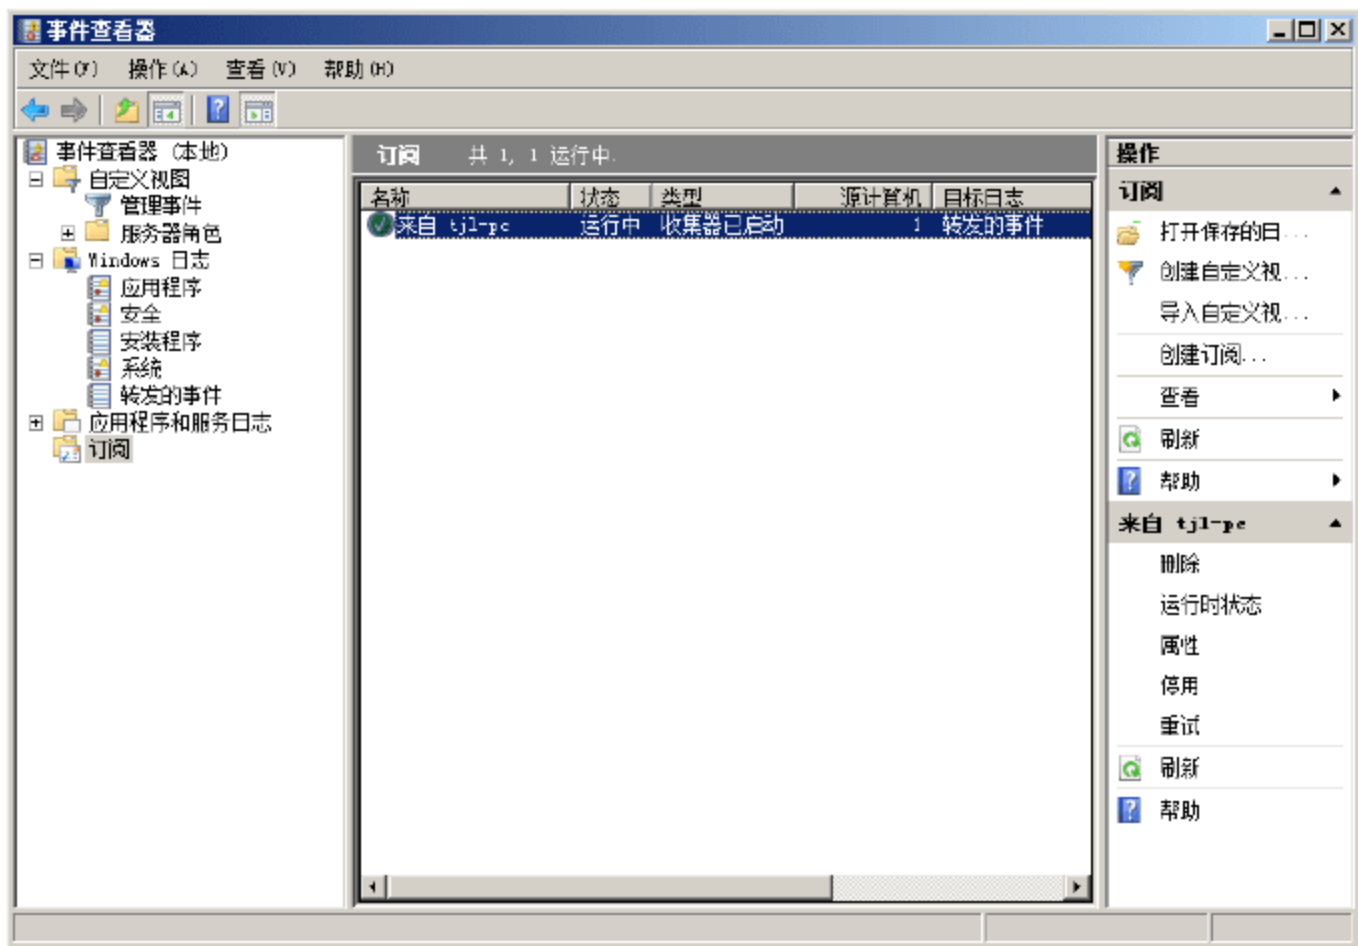 事件查看器
文件(F) 操作(A) 查看(V) 帮助(H)
事件查看器 (本地)
自定义视图
管理事件
服务器角色
Windows 日志
应用程序
安全
安装程序
系统
转发的事件
应用程序和服务日志
订阅
订阅 共 1, 1 运行中.
名称 状态 类型 源计算机 目标日志
来自 tjl-pc 运行中 收集器已启动 1 转发的事件
操作
订阅
打开保存的日...
创建自定义视...
导入自定义视...
创建订阅...
查看
刷新
帮助
来自 tjl-pc
删除
运行时状态
属性
停用
重试
刷新
帮助